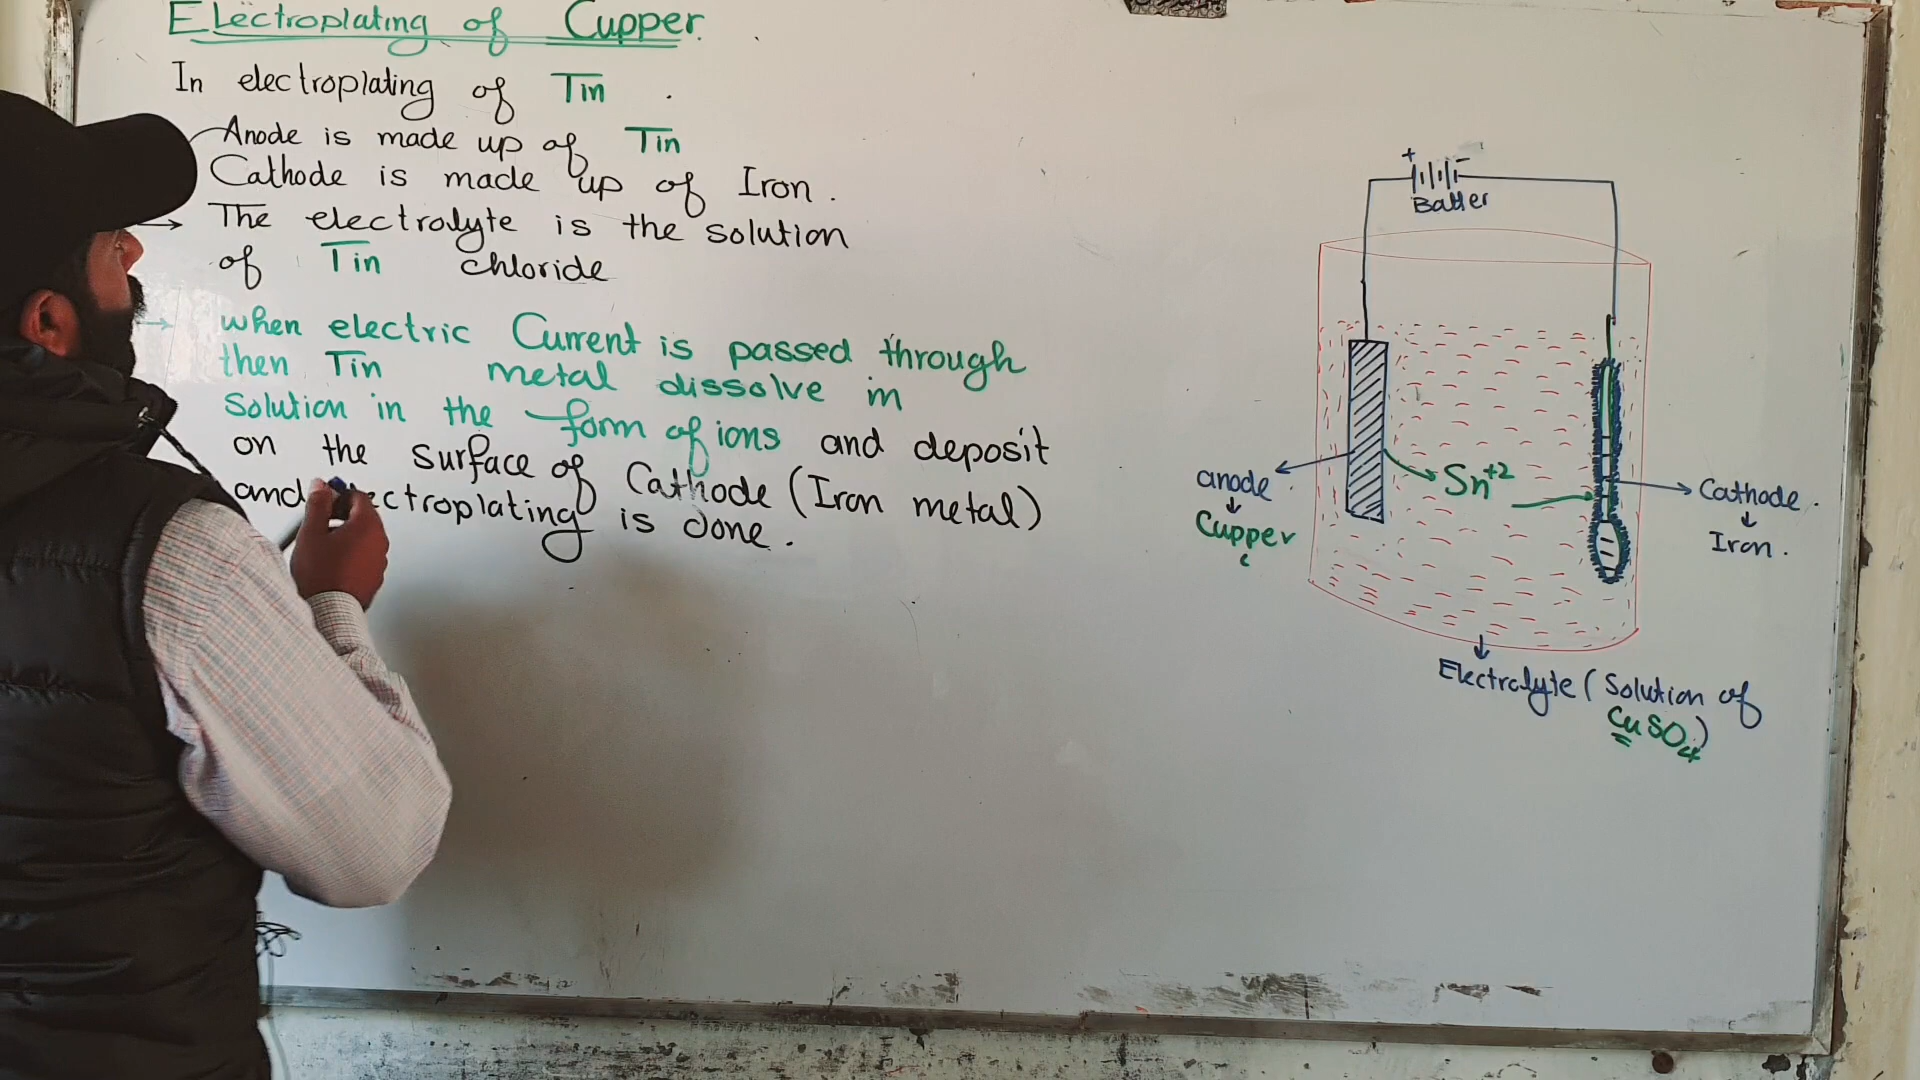 Electroplating of Cupper.
In electroplating of Tin .
Anode is made up of Tin
Cathode is made up of Iron .
→ The electrolyte is the solution
of Tin chloride
→ when electric Current is passed through
then Tin metal dissolve in
Solution in the form of ions and deposit
on the surface of Cathode (Iron metal)
and is done .
+ -
Batter
anode .
↓
Cupper
Sn+2
Cathode .
↓
Iron .
Electrolyte (Solution of
CuSO4)